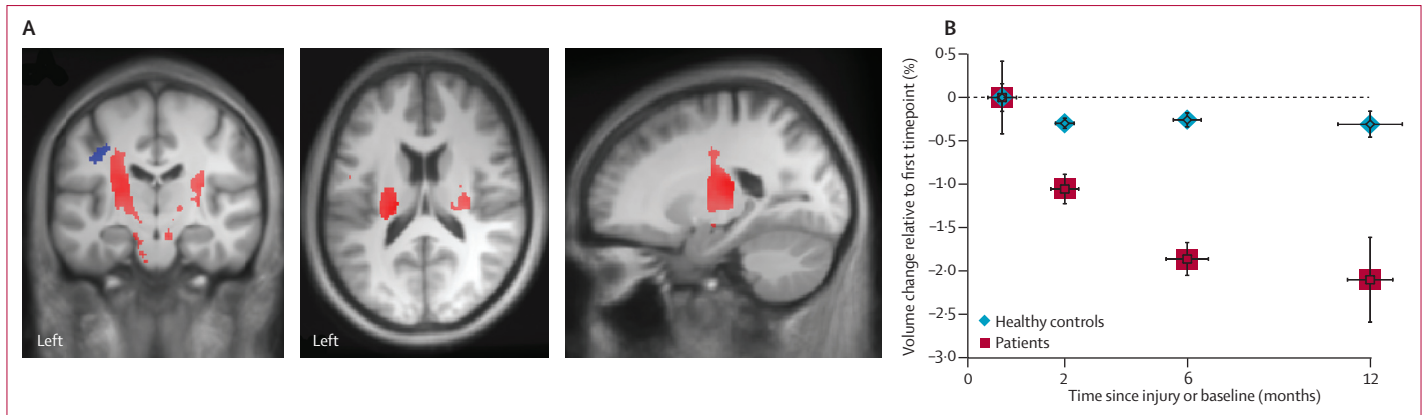 A
B
Left
Left
Volume change relative to first timepoint (%)
0·5
0
–0·5
–1·0
–1·5
–2·0
–2·5
–3·0
Healthy controls
Patients
0
2
6
12
Time since injury or baseline (months)